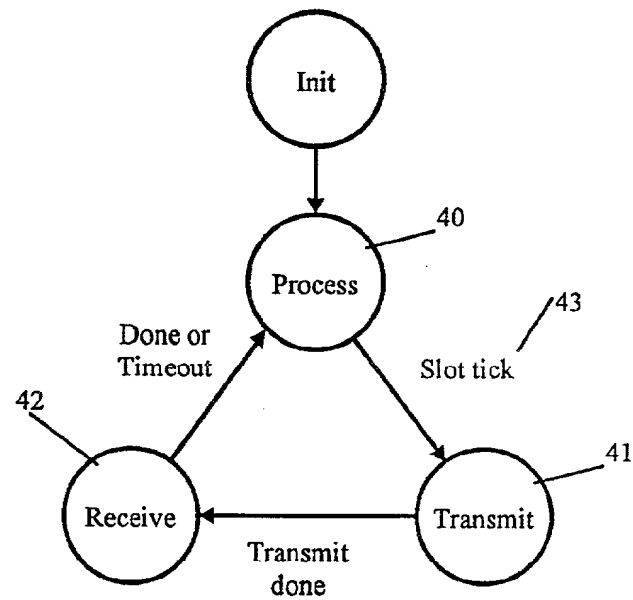 Init
40
Process
43
Done or
Timeout
Slot tick
42
41
Receive
Transmit
Transmit
done